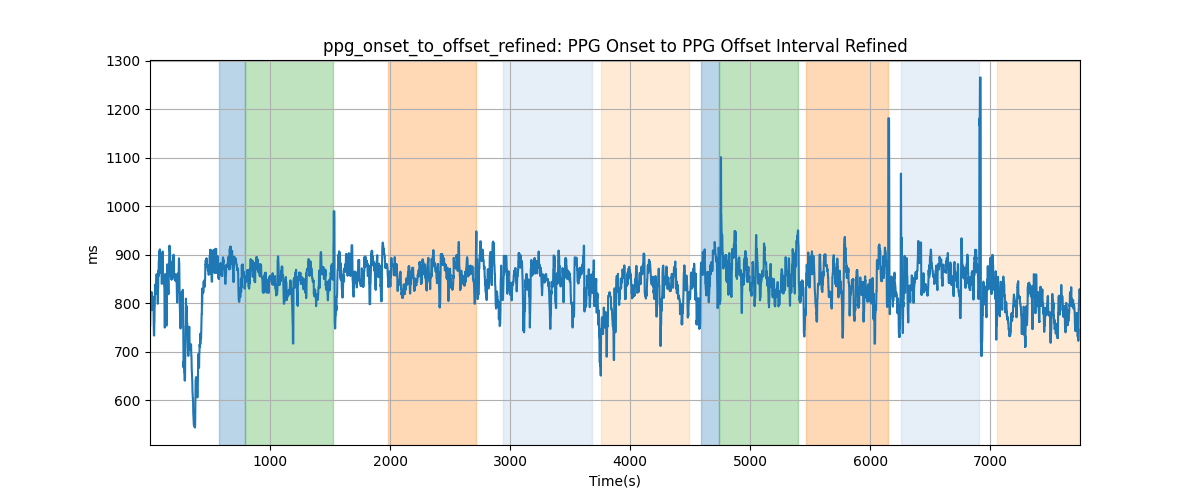 ppg_onset_to_offset_refined: PPG Onset to PPG Offset Interval Refined
1300
1200
1100
1000
900
800
700
600
ms
1000 2000 3000 4000 5000 6000 7000
Time(s)